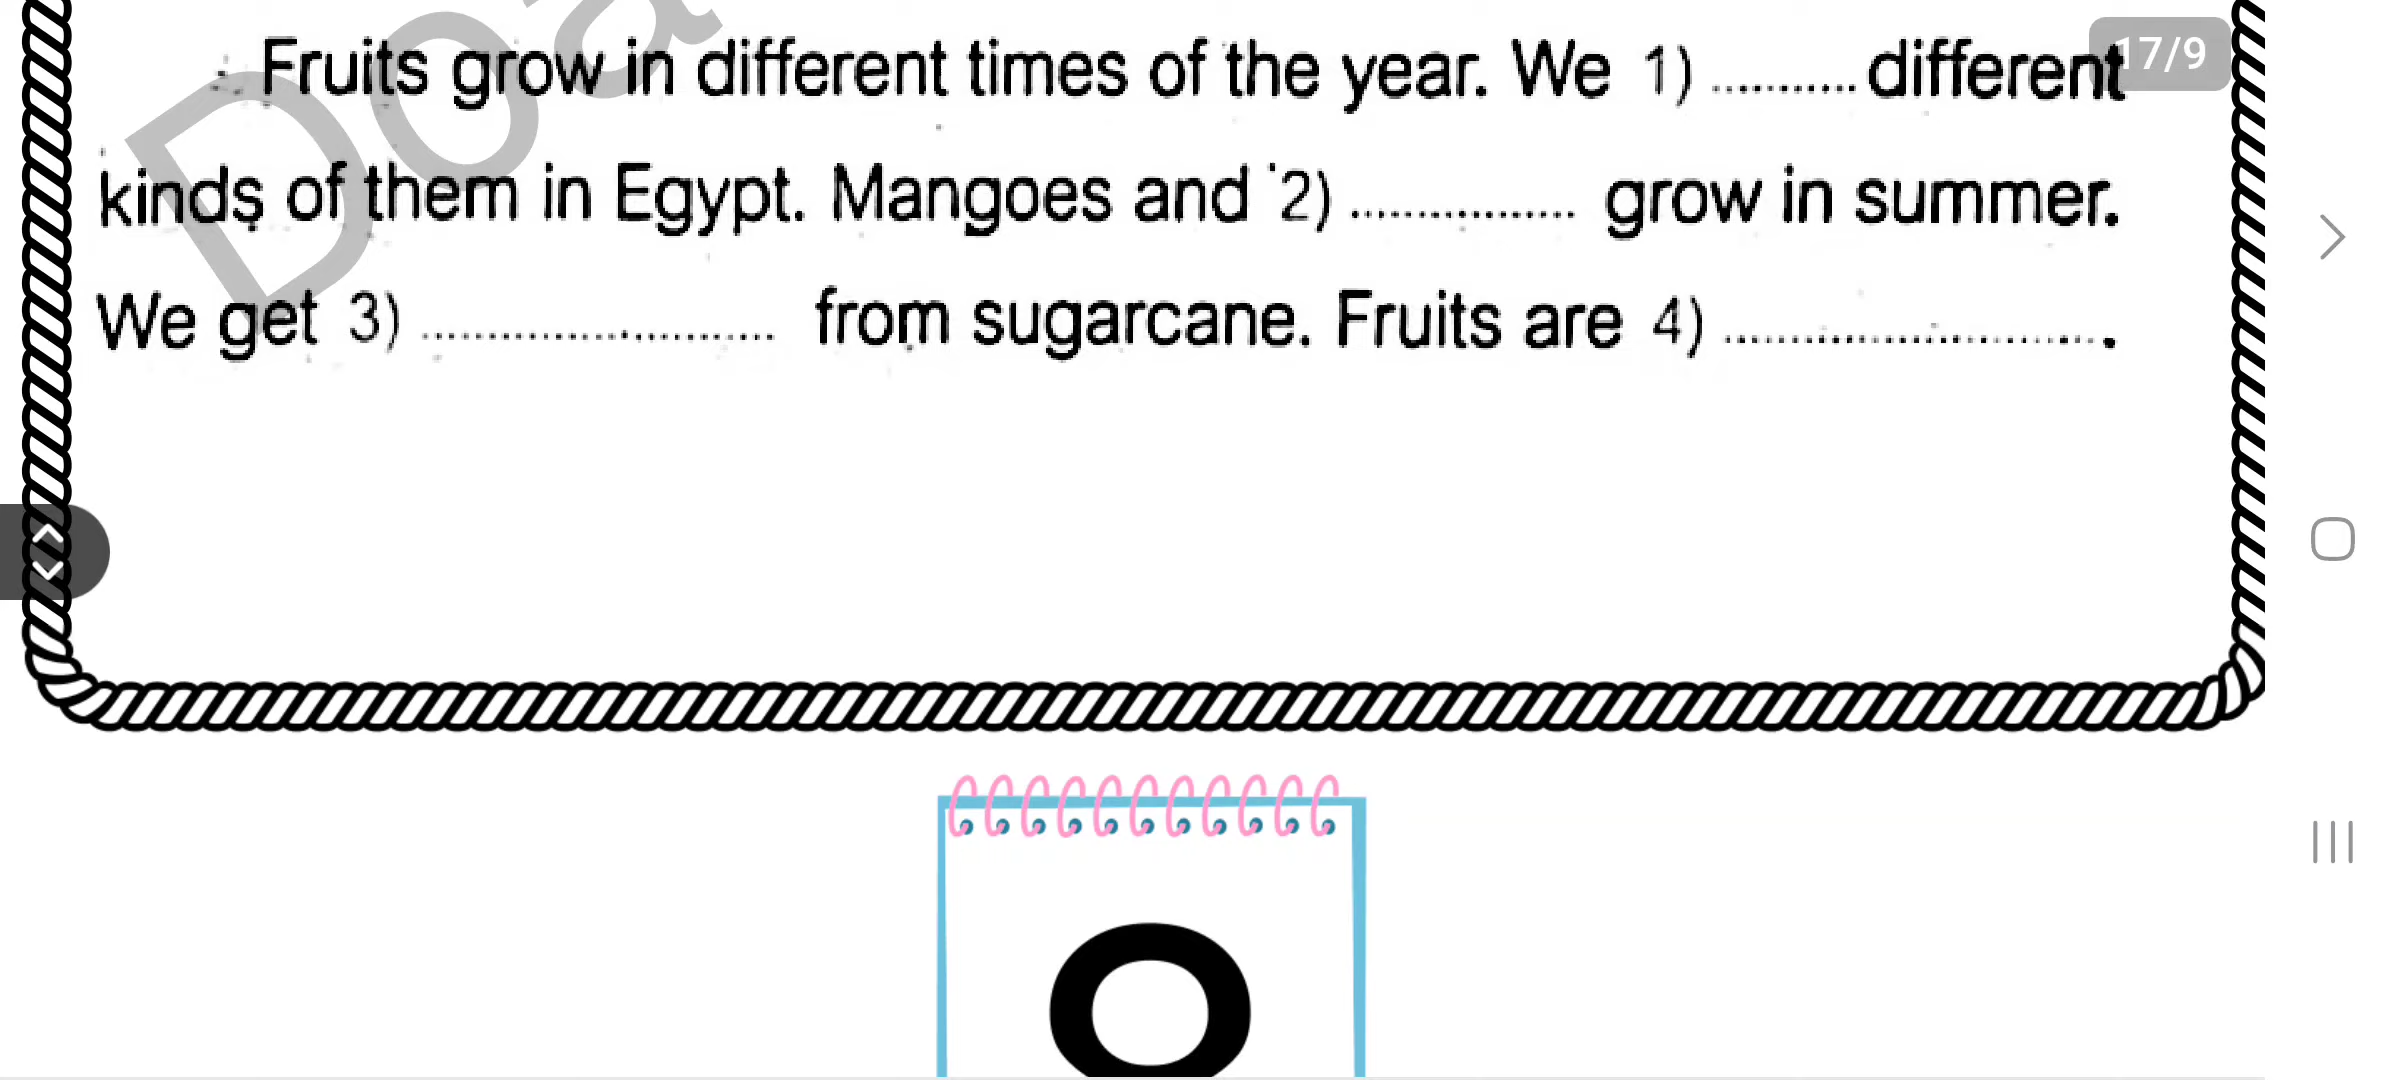 Fruits grow in different times of the year. We 1) ........... different
17/9
kinds of them in Egypt. Mangoes and 2) ................. grow in summer.
We get 3) .......................... from sugarcane. Fruits are 4) .............................